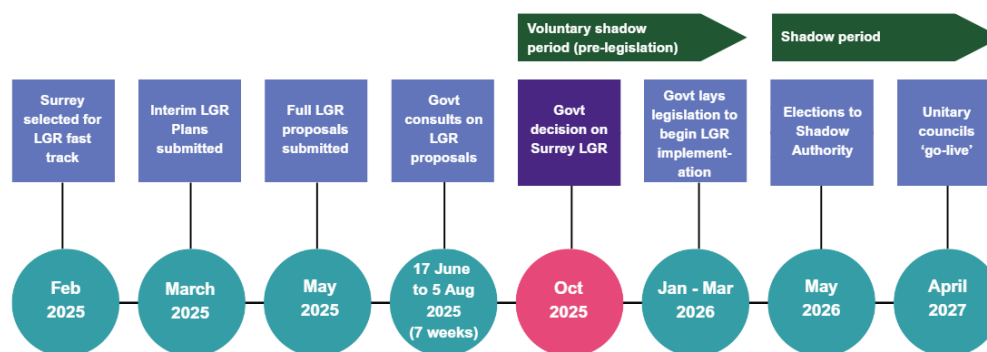 Voluntary shadow
period (pre-legislation)
Shadow period
Surrey
selected for
LGR fast
track
Interim LGR
Plans
submitted
Full LGR
proposals
submitted
Govt
consults on
LGR
proposals
Govt
decision on
Surrey LGR
Govt lays
legislation to
begin LGR
implement-
ation
Elections to
Shadow
Authority
Unitary
councils
‘go-live’
Feb
2025
March
2025
May
2025
17 June
to 5 Aug
2025
(7 weeks)
Oct
2025
Jan - Mar
2026
May
2026
April
2027